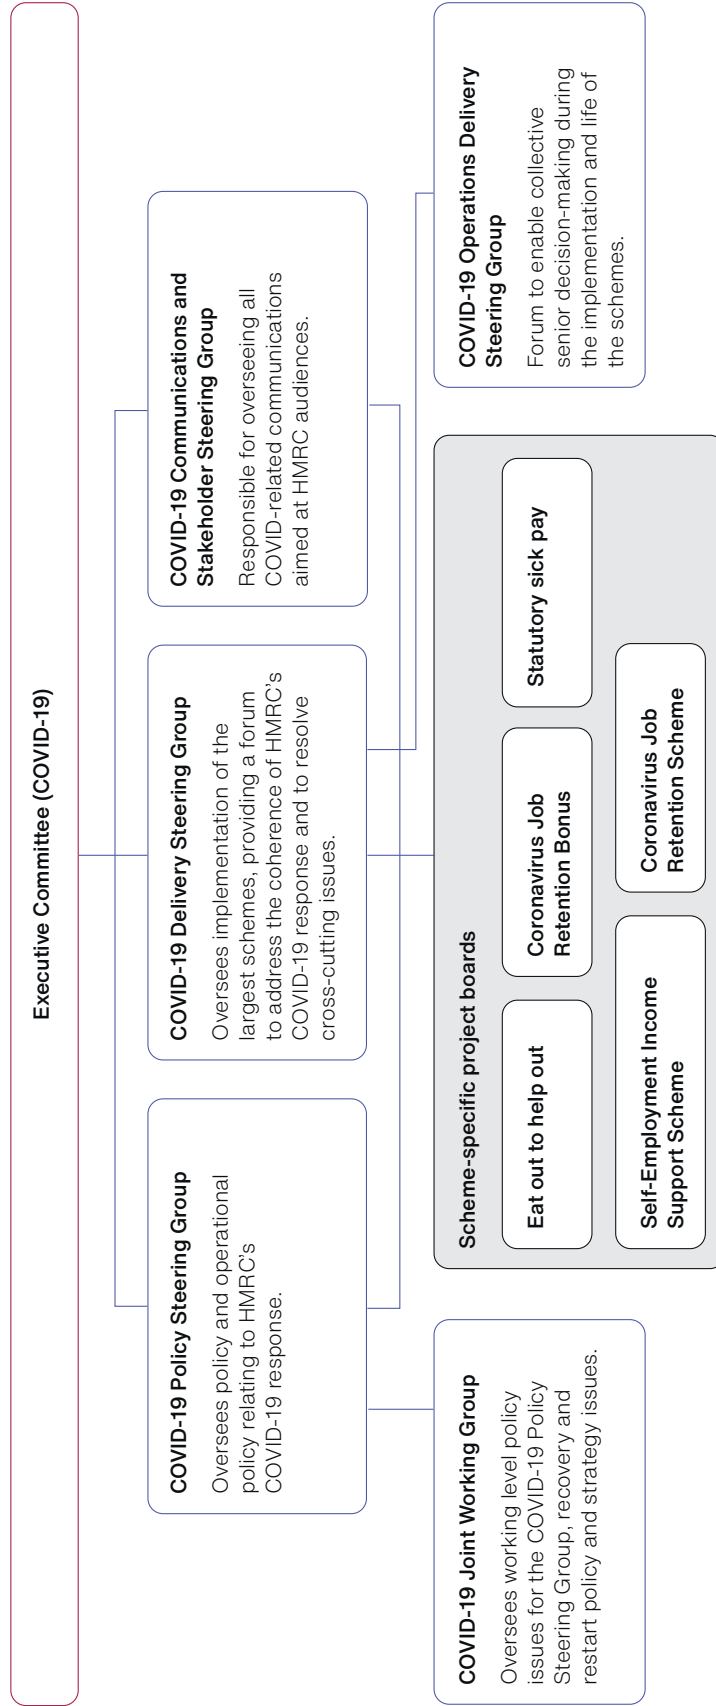 Executive Committee (COVID-19)
COVID-19 Policy Steering Group
Oversees policy and operational
policy relating to HMRC’s
COVID-19 response.
COVID-19 Delivery Steering Group
Oversees implementation of the
largest schemes, providing a forum
to address the coherence of HMRC’s
COVID-19 response and to resolve
cross-cutting issues.
COVID-19 Communications and
Stakeholder Steering Group
Responsible for overseeing all
COVID-related communications
aimed at HMRC audiences.
COVID-19 Joint Working Group
Oversees working level policy
issues for the COVID-19 Policy
Steering Group, recovery and
restart policy and strategy issues.
Scheme-specific project boards
Eat out to help out
Coronavirus Job
Retention Bonus
Statutory sick pay
Self-Employment Income
Support Scheme
Coronavirus Job
Retention Scheme
COVID-19 Operations Delivery
Steering Group
Forum to enable collective
senior decision-making during
the implementation and life of
the schemes.